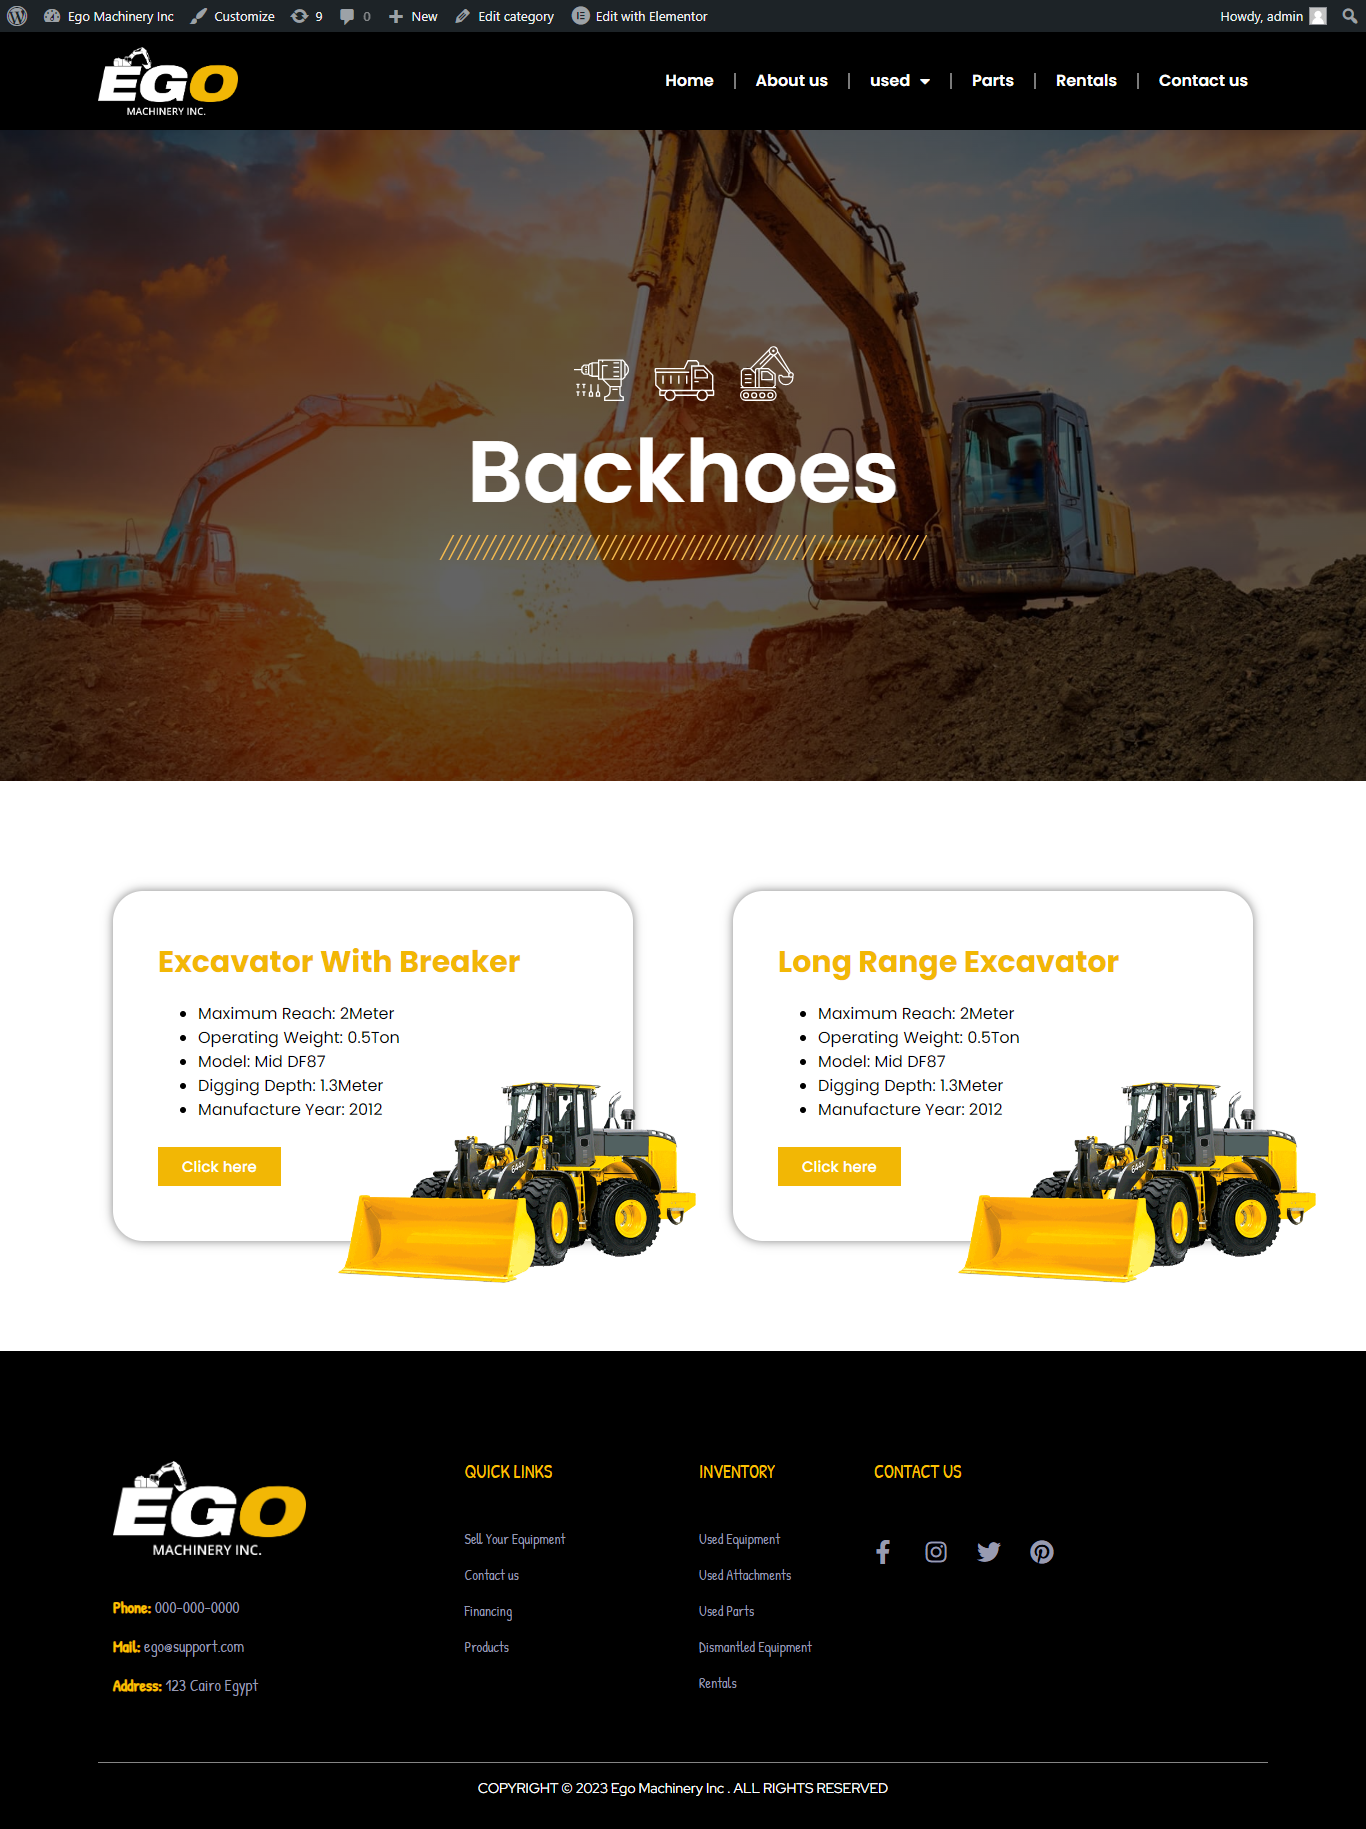 Ego Machinery Inc Customize 9 0 New Edit category Edit with Elementor Howdy, admin
EGO
MACHINERY INC.
Home About us used Parts Rentals Contact us
Backhoes
Excavator With Breaker
Maximum Reach: 2Meter
Operating Weight: 0.5Ton
Model: Mid DF87
Digging Depth: 1.3Meter
Manufacture Year: 2012
Click here
644K
Long Range Excavator
Maximum Reach: 2Meter
Operating Weight: 0.5Ton
Model: Mid DF87
Digging Depth: 1.3Meter
Manufacture Year: 2012
Click here
644K
EGO
MACHINERY INC.
Phone: 000-000-0000
Mail: ego@support.com
Address: 123 Cairo Egypt
QUICK LINKS
Sell Your Equipment
Contact us
Financing
Products
INVENTORY
Used Equipment
Used Attachments
Used Parts
Dismantled Equipment
Rentals
CONTACT US
COPYRIGHT © 2023 Ego Machinery Inc . ALL RIGHTS RESERVED